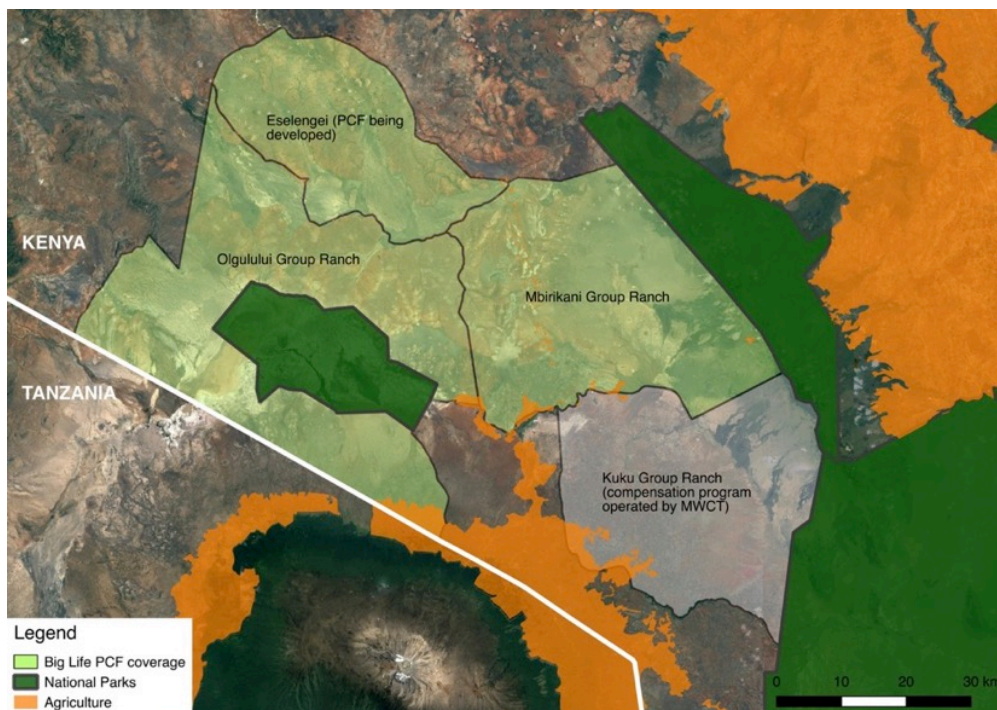 Eselengei (PCF being
developed)
KENYA
Olgulului Group Ranch
Mbirikani Group Ranch
TANZANIA
Kuku Group Ranch
(compensation program
operated by MWCT)
Legend
Big Life PCF coverage
National Parks
Agriculture
0 10 20 30 km